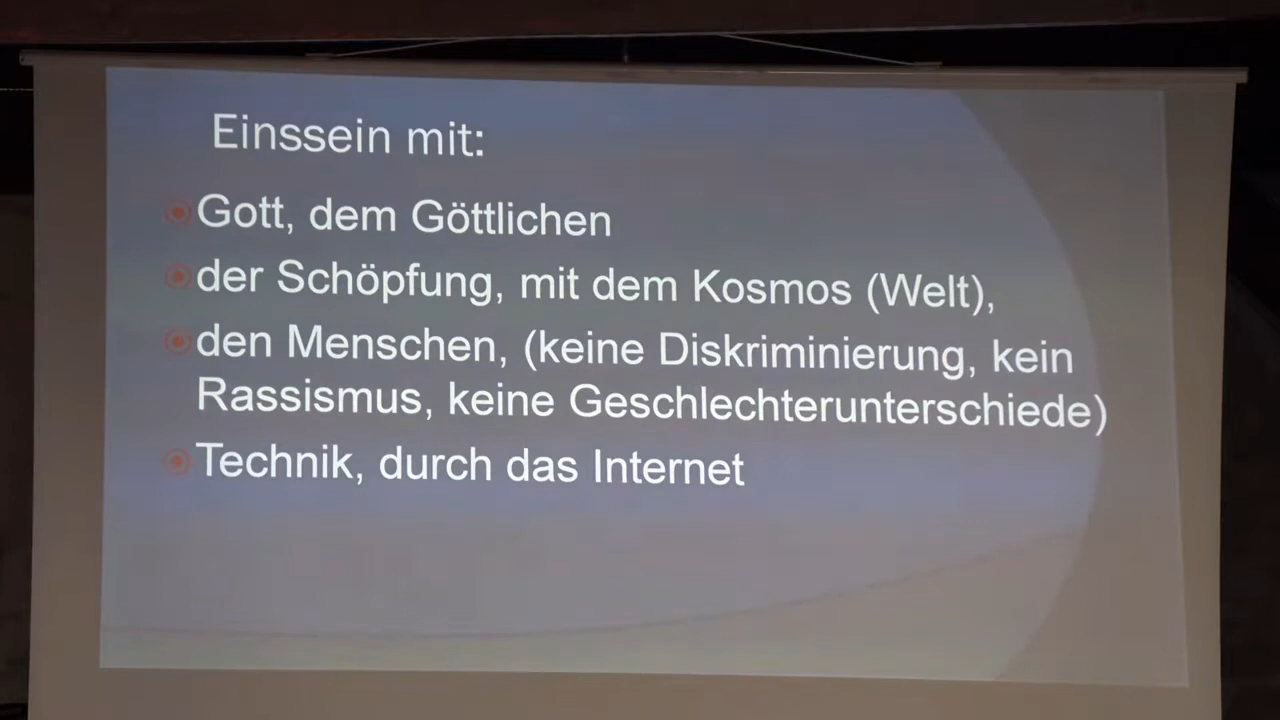 Einssein mit:
Gott, dem Göttlichen
der Schöpfung, mit dem Kosmos (Welt),
den Menschen, (keine Diskriminierung, kein
Rassismus, keine Geschlechterunterschiede)
Technik, durch das Internet